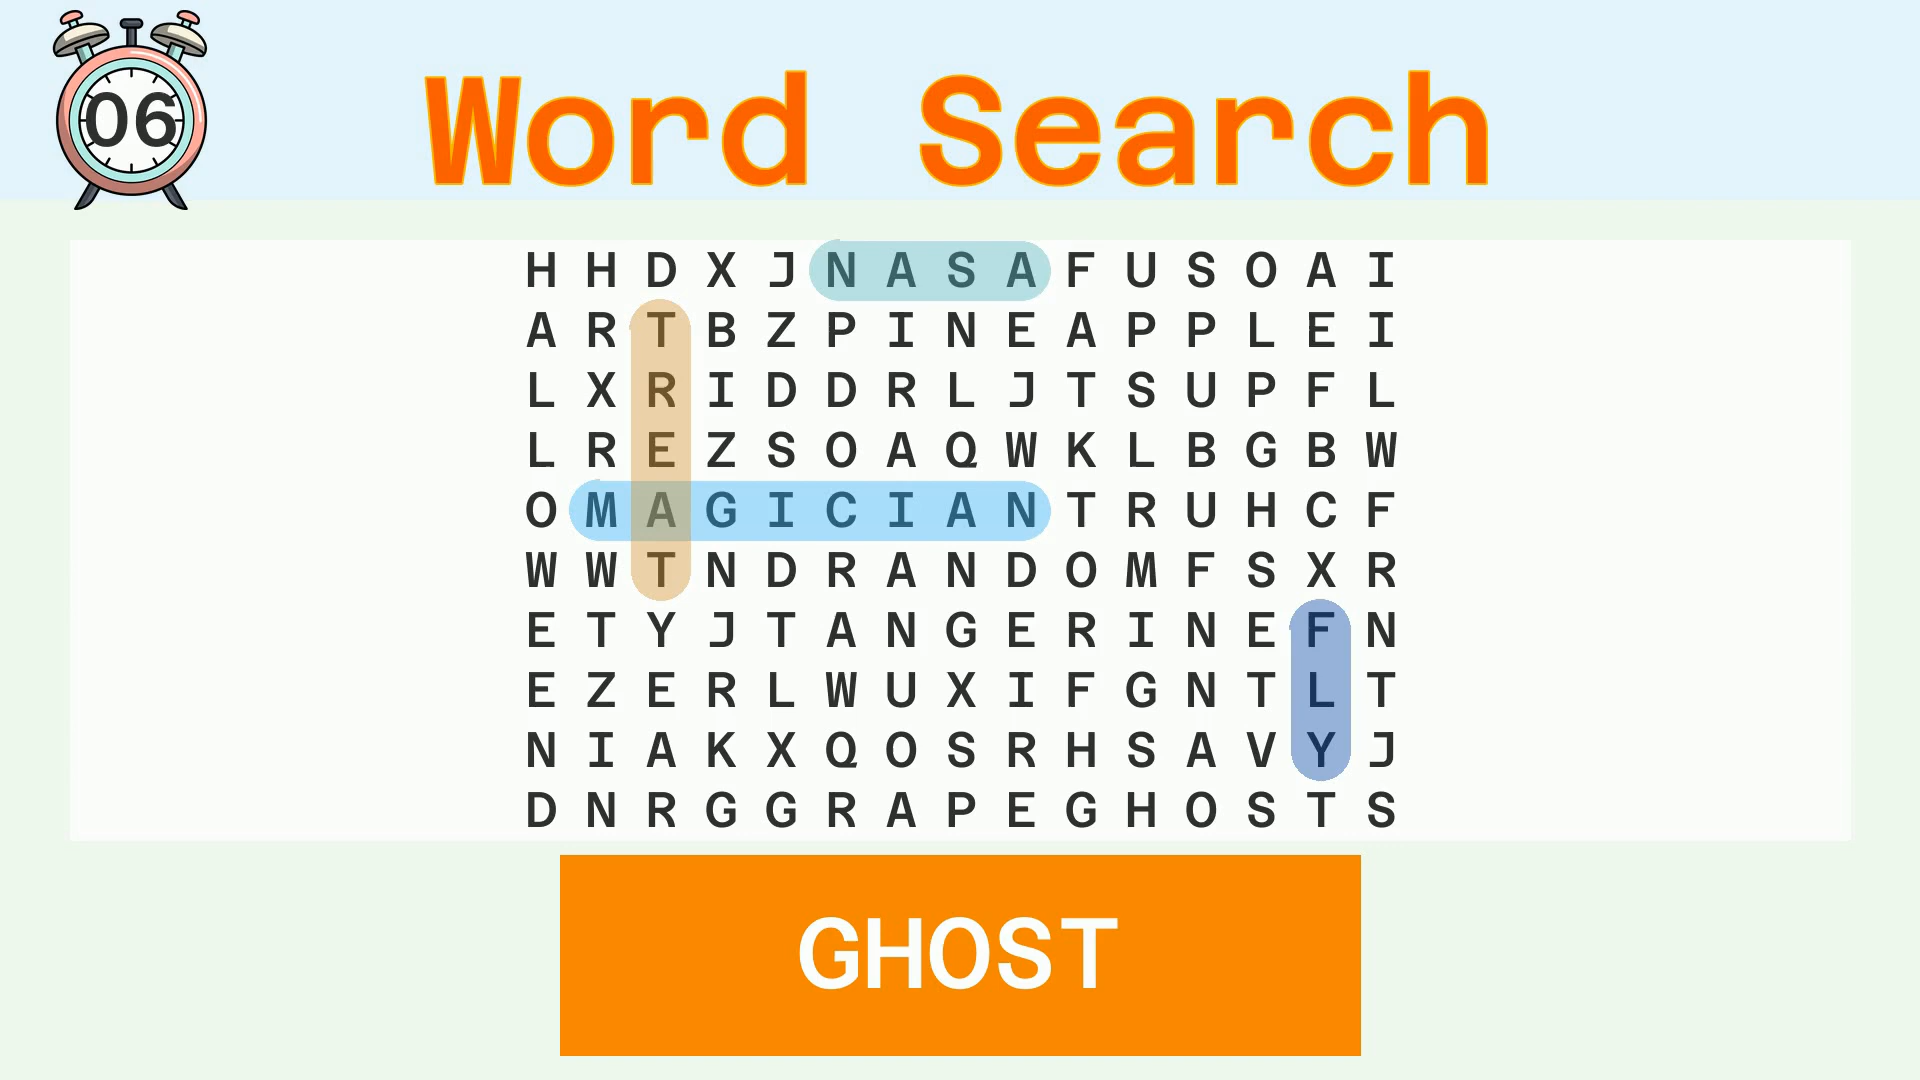 06
Word Search
H H D X J N A S A F U S O A I
A R T B Z P I N E A P P L E I
L X R I D D R L J T S U P F L
L R E Z S O A Q W K L B G B W
O M A G I C I A N T R U H C F
W W T N D R A N D O M F S X R
E T Y J T A N G E R I N E F N
E Z E R L W U X I F G N T L T
N I A K X Q O S R H S A V Y J
D N R G G R A P E G H O S T S
GHOST